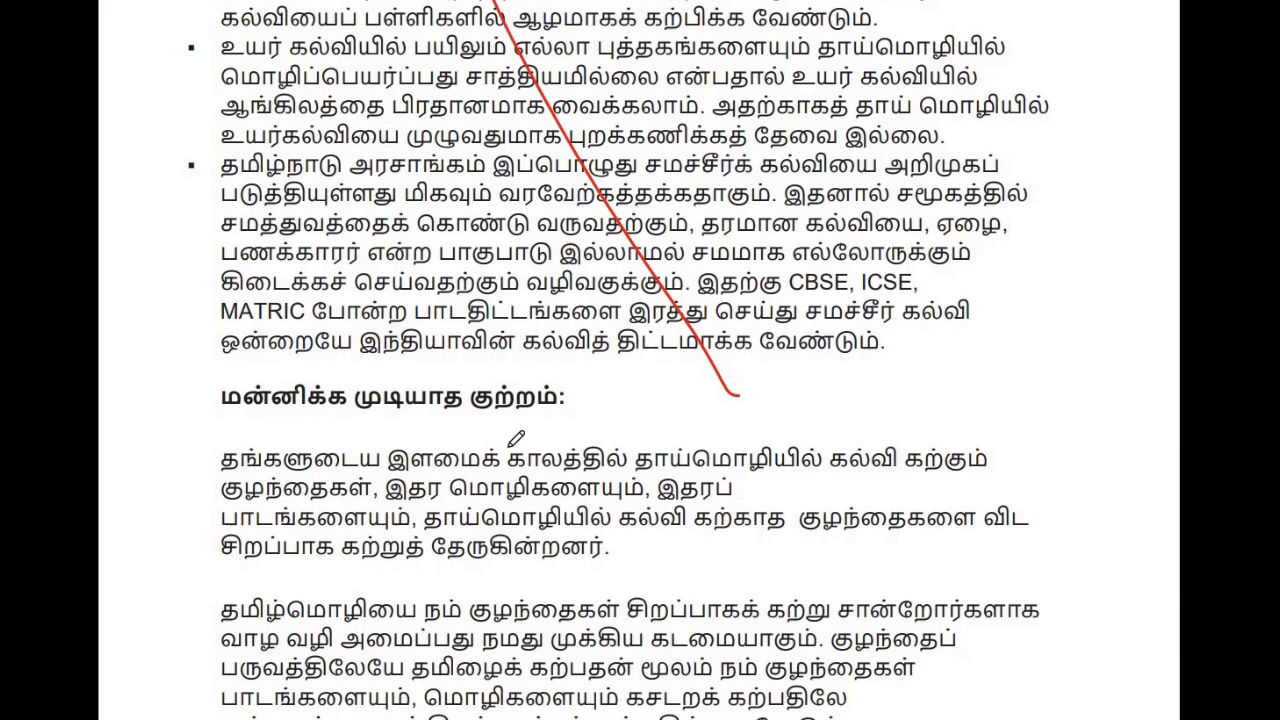 கல்வியைப் பள்ளிகளில் ஆழமாகக் கற்பிக்க வேண்டும்.
▪ உயர் கல்வியில் பயிலும் எல்லா புத்தகங்களையும் தாய்மொழியில்
மொழிப்பெயர்ப்பது சாத்தியமில்லை என்பதால் உயர் கல்வியில்
ஆங்கிலத்தை பிரதானமாக வைக்கலாம். அதற்காகத் தாய் மொழியில்
உயர்கல்வியை முழுவதுமாக புறக்கணிக்கத் தேவை இல்லை.
▪ தமிழ்நாடு அரசாங்கம் இப்பொழுது சமச்சீர்க் கல்வியை அறிமுகப்
படுத்தியுள்ளது மிகவும் வரவேற்கத்தக்கதாகும். இதனால் சமூகத்தில்
சமத்துவத்தைக் கொண்டு வருவதற்கும், தரமான கல்வியை, ஏழை,
பணக்காரர் என்ற பாகுபாடு இல்லாமல் சமமாக எல்லோருக்கும்
கிடைக்கச் செய்வதற்கும் வழிவகுக்கும். இதற்கு CBSE, ICSE,
MATRIC போன்ற பாடதிட்டங்களை இரத்து செய்து சமச்சீர் கல்வி
ஒன்றையே இந்தியாவின் கல்வித் திட்டமாக்க வேண்டும்.
மன்னிக்க முடியாத குற்றம்:
தங்களுடைய இளமைக் காலத்தில் தாய்மொழியில் கல்வி கற்கும்
குழந்தைகள், இதர மொழிகளையும், இதரப்
பாடங்களையும், தாய்மொழியில் கல்வி கற்காத குழந்தைகளை விட
சிறப்பாக கற்றுத் தேருகின்றனர்.
தமிழ்மொழியை நம் குழந்தைகள் சிறப்பாகக் கற்று சான்றோர்களாக
வாழ வழி அமைப்பது நமது முக்கிய கடமையாகும். குழந்தைப்
பருவத்திலேயே தமிழைக் கற்பதன் மூலம் நம் குழந்தைகள்
பாடங்களையும், மொழிகளையும் கசடறக் கற்பதிலே